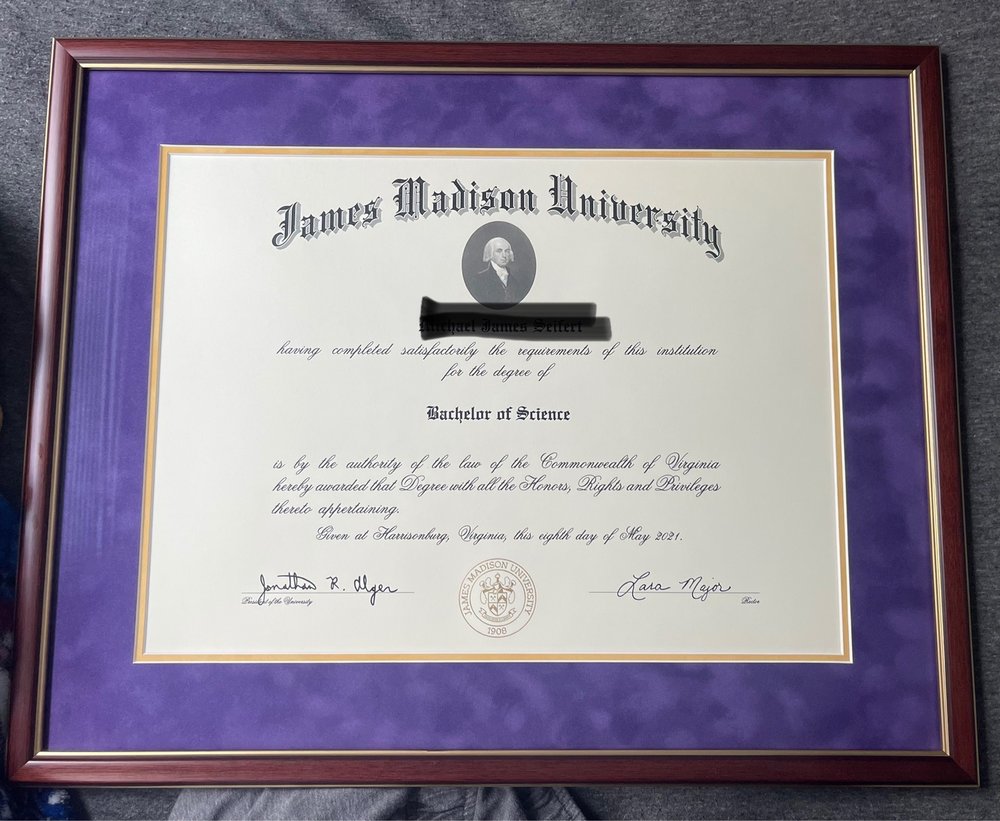 James Madison University
having completed satisfactorily the requirements of this institution
for the degree of
Bachelor of Science
is by the authority of the law of the Commonwealth of Virginia
hereby awarded that Degree with all the Honors, Rights and Privileges
thereto appertaining.
Given at Harrisonburg, Virginia, this eighth day of May 2021.
Jonathan R. Alger
President of the University
JAMES MADISON UNIVERSITY
1908
Lara Major
Rector